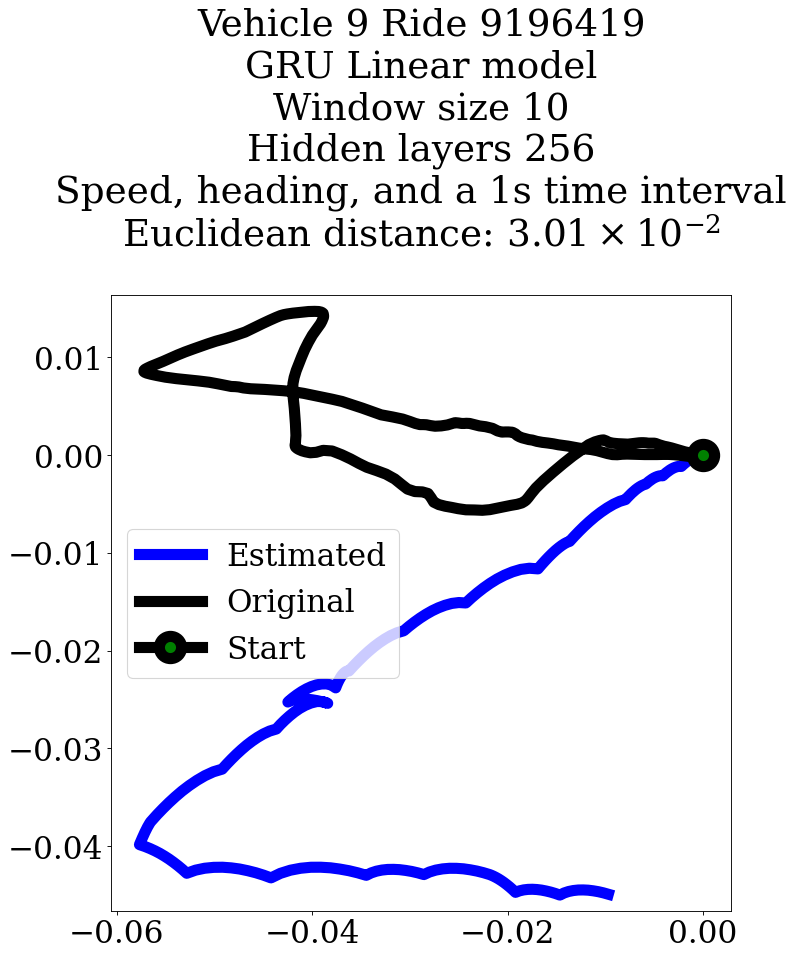 Vehicle 9 Ride 9196419
GRU Linear model
Window size 10
Hidden layers 256
Speed, heading, and a 1s time interval
Euclidean distance: 3.01 × 10⁻²
0.01
0.00
−0.01
−0.02
−0.03
−0.04
Estimated
Original
Start
−0.06 −0.04 −0.02 0.00